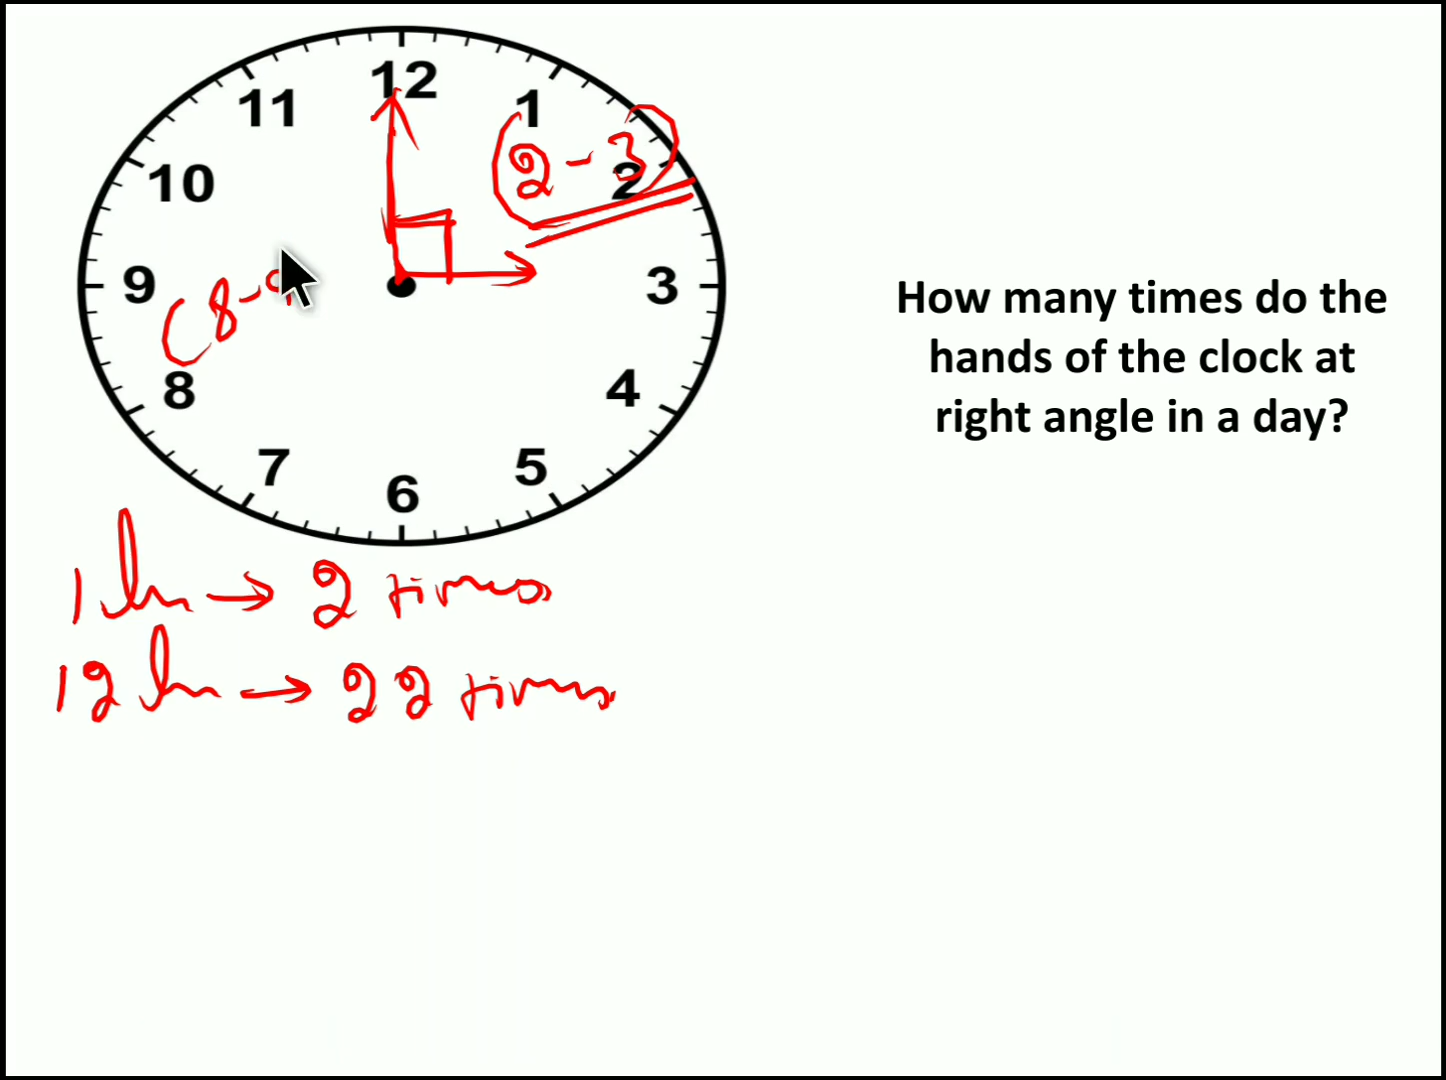 12
11
1
10
2
(2-3)
9
3
(8-9
8
4
7
5
6
How many times do the
hands of the clock at
right angle in a day?
1 hr → 2 times
12 hr → 22 times